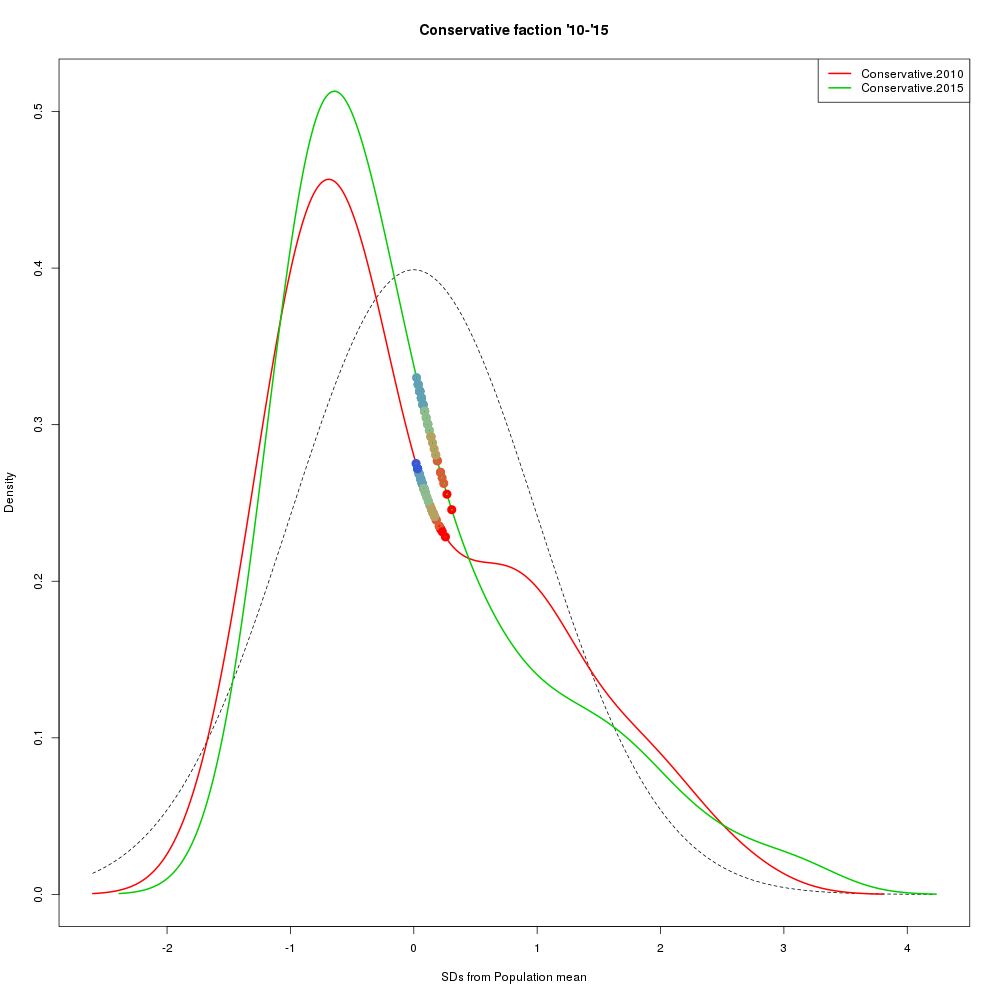 Conservative faction '10-'15
Conservative.2010
Conservative.2015
Density
0.5
0.4
0.3
0.2
0.1
0.0
-2 -1 0 1 2 3 4
SDs from Population mean